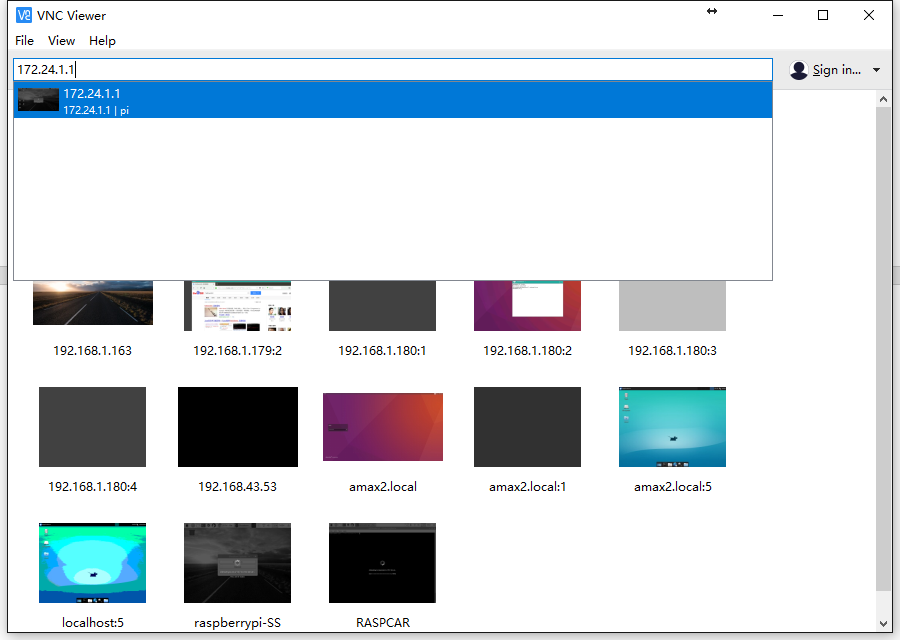 VNC Viewer
File View Help
172.24.1.1
Sign in...
172.24.1.1
172.24.1.1 | pi
192.168.1.163
192.168.1.179:2
192.168.1.180:1
192.168.1.180:2
192.168.1.180:3
192.168.1.180:4
192.168.43.53
amax2.local
amax2.local:1
amax2.local:5
localhost:5
raspberrypi-SS
RASPCAR